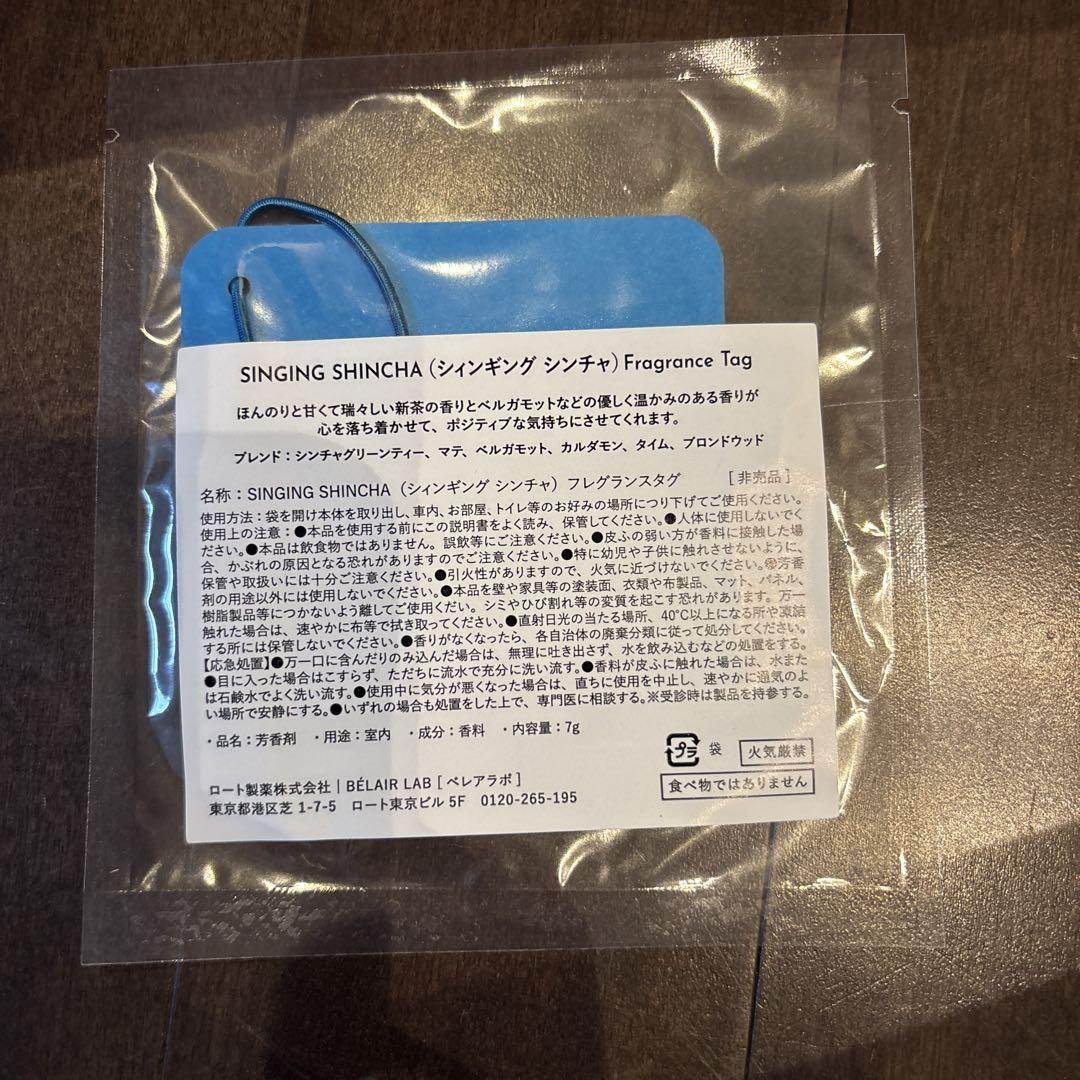 SINGING SHINCHA（シィンギング シンチャ）Fragrance Tag
ほんのりと甘くて瑞々しい新茶の香りとベルガモットなどの優しく温かみのある香りが
心を落ち着かせて、ポジティブな気持ちにさせてくれます。
ブレンド：シンチャグリーンティー、マテ、ベルガモット、カルダモン、タイム、ブロンドウッド
名称：SINGING SHINCHA（シィンギング シンチャ）フレグランスタグ ［非売品］
使用方法：袋を開け本体を取り出し、車内、お部屋、トイレ等のお好みの場所につり下げてご使用ください。
使用上の注意：●本品を使用する前にこの説明書をよく読み、保管してください。●人体に使用しないでく
ださい。●本品は飲食物ではありません。誤飲等にご注意ください。●皮ふの弱い方が香料に接触した場
合、かぶれの原因となる恐れがありますのでご注意ください。●特に幼児や子供に触れさせないように、
保管や取扱いには十分ご注意ください。●引火性がありますので、火気に近づけないでください。●芳香
剤の用途以外には使用しないでください。●本品を壁や家具等の塗装面、衣類や布製品、マット、パネル、
樹脂製品等につかないよう離してご使用くだい。シミやひび割れ等の変質を起こす恐れがあります。万一
触れた場合は、速やかに布等で拭き取ってください。●直射日光の当たる場所、40℃以上になる所や凍結
する所には保管しないでください。●香りがなくなったら、各自治体の廃棄分類に従って処分してください。
【応急処置】●万一口に含んだりのみ込んだ場合は、無理に吐き出さず、水を飲み込むなどの処置をする。
●目に入った場合はこすらず、ただちに流水で充分に洗い流す。●香料が皮ふに触れた場合は、水また
は石鹸水でよく洗い流す。●使用中に気分が悪くなった場合は、直ちに使用を中止し、速やかに通気のよ
い場所で安静にする。●いずれの場合も処置をした上で、専門医に相談する。※受診時は製品を持参する。
・品名：芳香剤 ・用途：室内 ・成分：香料 ・内容量：7g
プラ 袋 火気厳禁
食べ物ではありません
ロート製薬株式会社｜BÉLAIR LAB［ベレアラボ］
東京都港区芝 1-7-5 ロート東京ビル 5F 0120-265-195